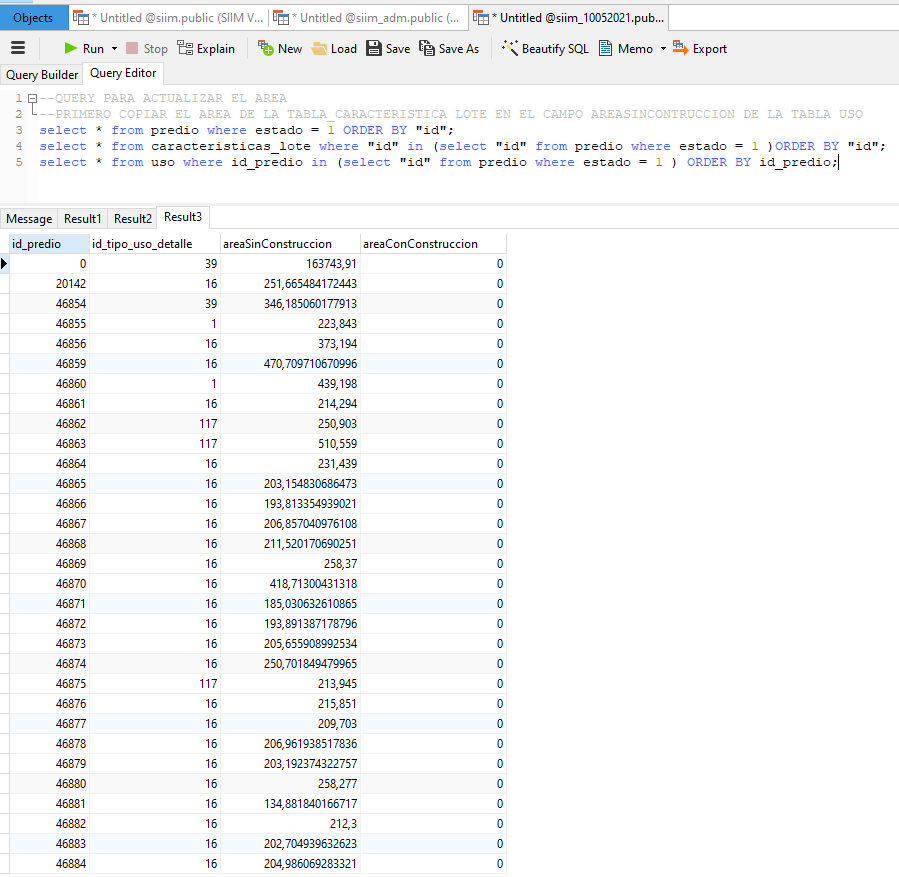 Objects * Untitled @siim.public (SIIM V... * Untitled @siim_adm.public (... * Untitled @siim_10052021.pub...
Run Stop Explain New Load Save Save As Beautify SQL Memo Export
Query Builder Query Editor
1 --QUERY PARA ACTUALIZAR EL AREA
2 --PRIMERO COPIAR EL AREA DE LA TABLA_CARACTERISTICA LOTE EN EL CAMPO AREASINCONTRUCCION DE LA TABLA USO
3 select * from predio where estado = 1 ORDER BY "id";
4 select * from caracteristicas_lote where "id" in (select "id" from predio where estado = 1 )ORDER BY "id";
5 select * from uso where id_predio in (select "id" from predio where estado = 1 ) ORDER BY id_predio;
Message Result1 Result2 Result3
id_predio id_tipo_uso_detalle areaSinConstruccion areaConConstruccion
0 39 163743,91 0
20142 16 251,665484172443 0
46854 39 346,185060177913 0
46855 1 223,843 0
46856 16 373,194 0
46859 16 470,709710670996 0
46860 1 439,198 0
46861 16 214,294 0
46862 117 250,903 0
46863 117 510,559 0
46864 16 231,439 0
46865 16 203,154830686473 0
46866 16 193,813354939021 0
46867 16 206,857040976108 0
46868 16 211,520170690251 0
46869 16 258,37 0
46870 16 418,71300431318 0
46871 16 185,030632610865 0
46872 16 193,891387178796 0
46873 16 205,655908992534 0
46874 16 250,701849479965 0
46875 117 213,945 0
46876 16 215,851 0
46877 16 209,703 0
46878 16 206,961938517836 0
46879 16 203,192374322757 0
46880 16 258,277 0
46881 16 134,881840166717 0
46882 16 212,3 0
46883 16 202,704939632623 0
46884 16 204,986069283321 0